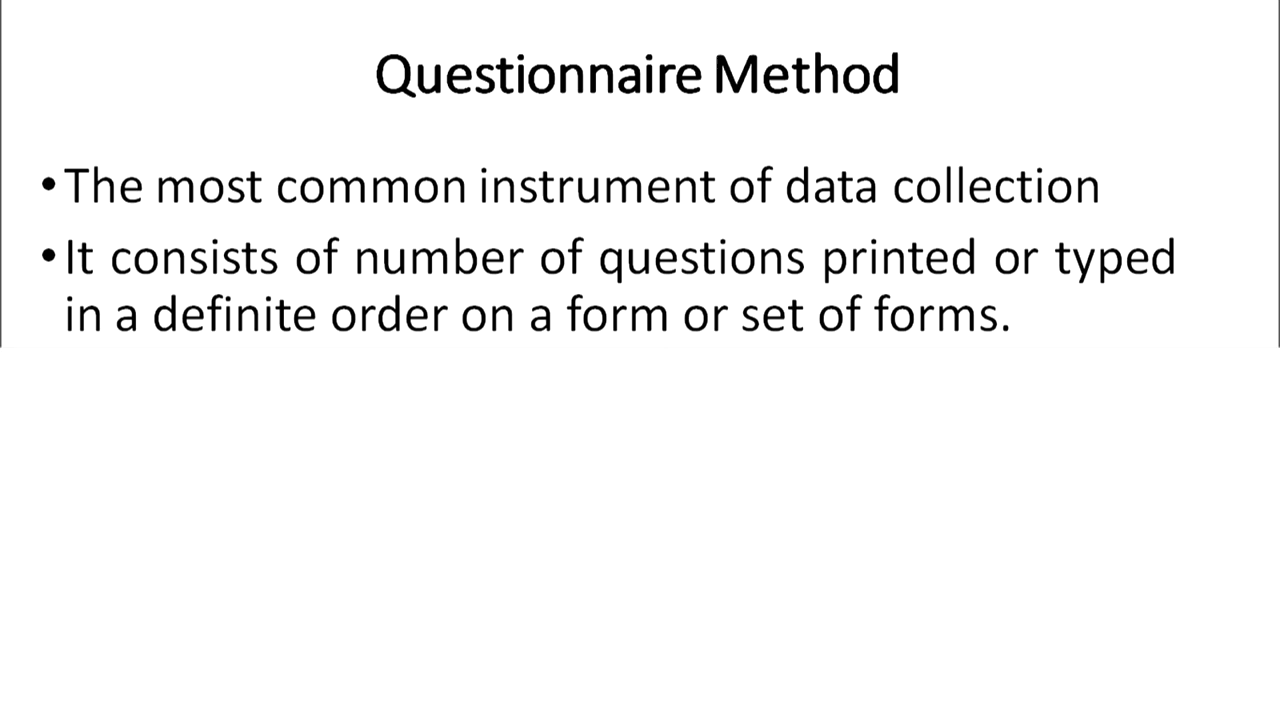 Questionnaire Method
• The most common instrument of data collection
• It consists of number of questions printed or typed
in a definite order on a form or set of forms.